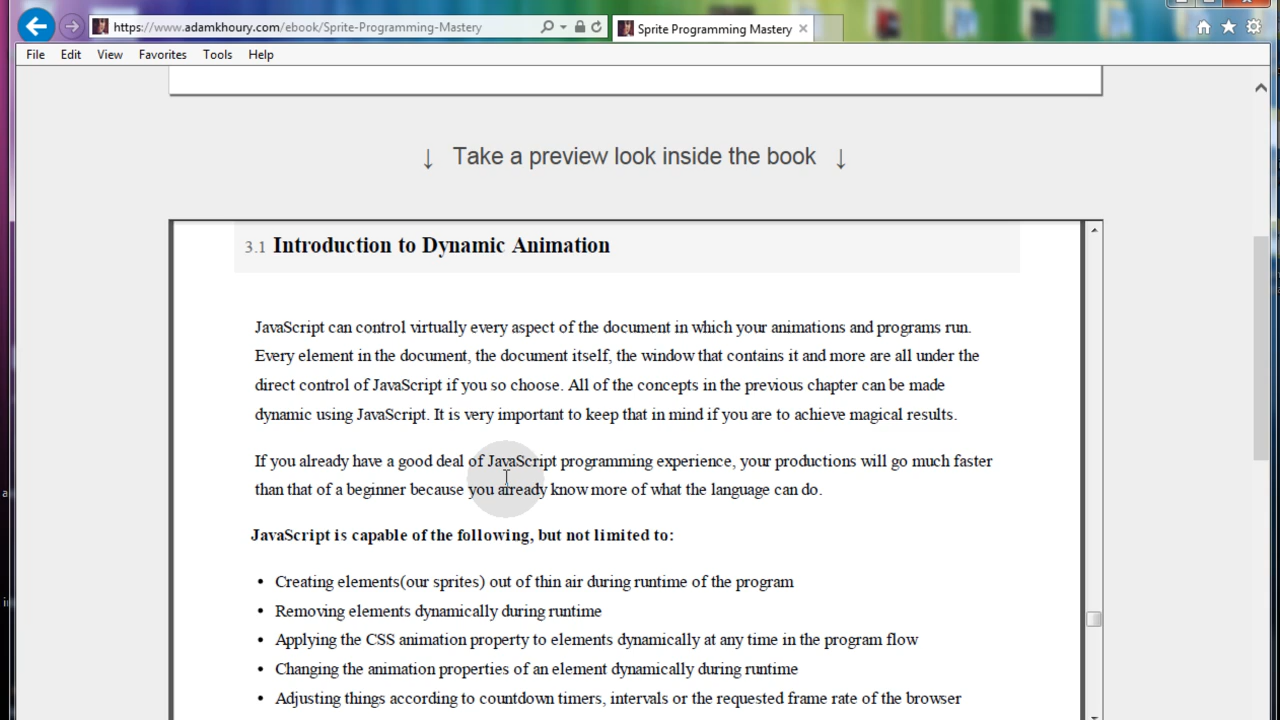 https://www.adamkhoury.com/ebook/Sprite-Programming-Mastery
Sprite Programming Mastery
File Edit View Favorites Tools Help
↓ Take a preview look inside the book ↓
3.1 Introduction to Dynamic Animation
JavaScript can control virtually every aspect of the document in which your animations and programs run.
Every element in the document, the document itself, the window that contains it and more are all under the
direct control of JavaScript if you so choose. All of the concepts in the previous chapter can be made
dynamic using JavaScript. It is very important to keep that in mind if you are to achieve magical results.
If you already have a good deal of JavaScript programming experience, your productions will go much faster
than that of a beginner because you already know more of what the language can do.
JavaScript is capable of the following, but not limited to:
• Creating elements(our sprites) out of thin air during runtime of the program
• Removing elements dynamically during runtime
• Applying the CSS animation property to elements dynamically at any time in the program flow
• Changing the animation properties of an element dynamically during runtime
• Adjusting things according to countdown timers, intervals or the requested frame rate of the browser